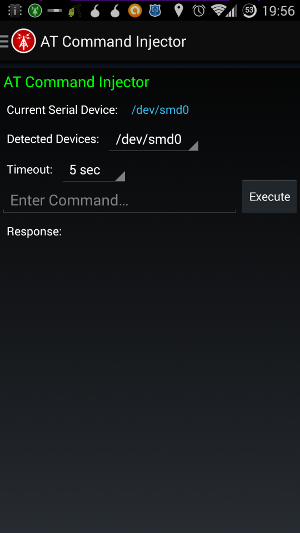 53 19:56
AT Command Injector
AT Command Injector
Current Serial Device: /dev/smd0
Detected Devices: /dev/smd0
Timeout: 5 sec
Enter Command... Execute
Response: